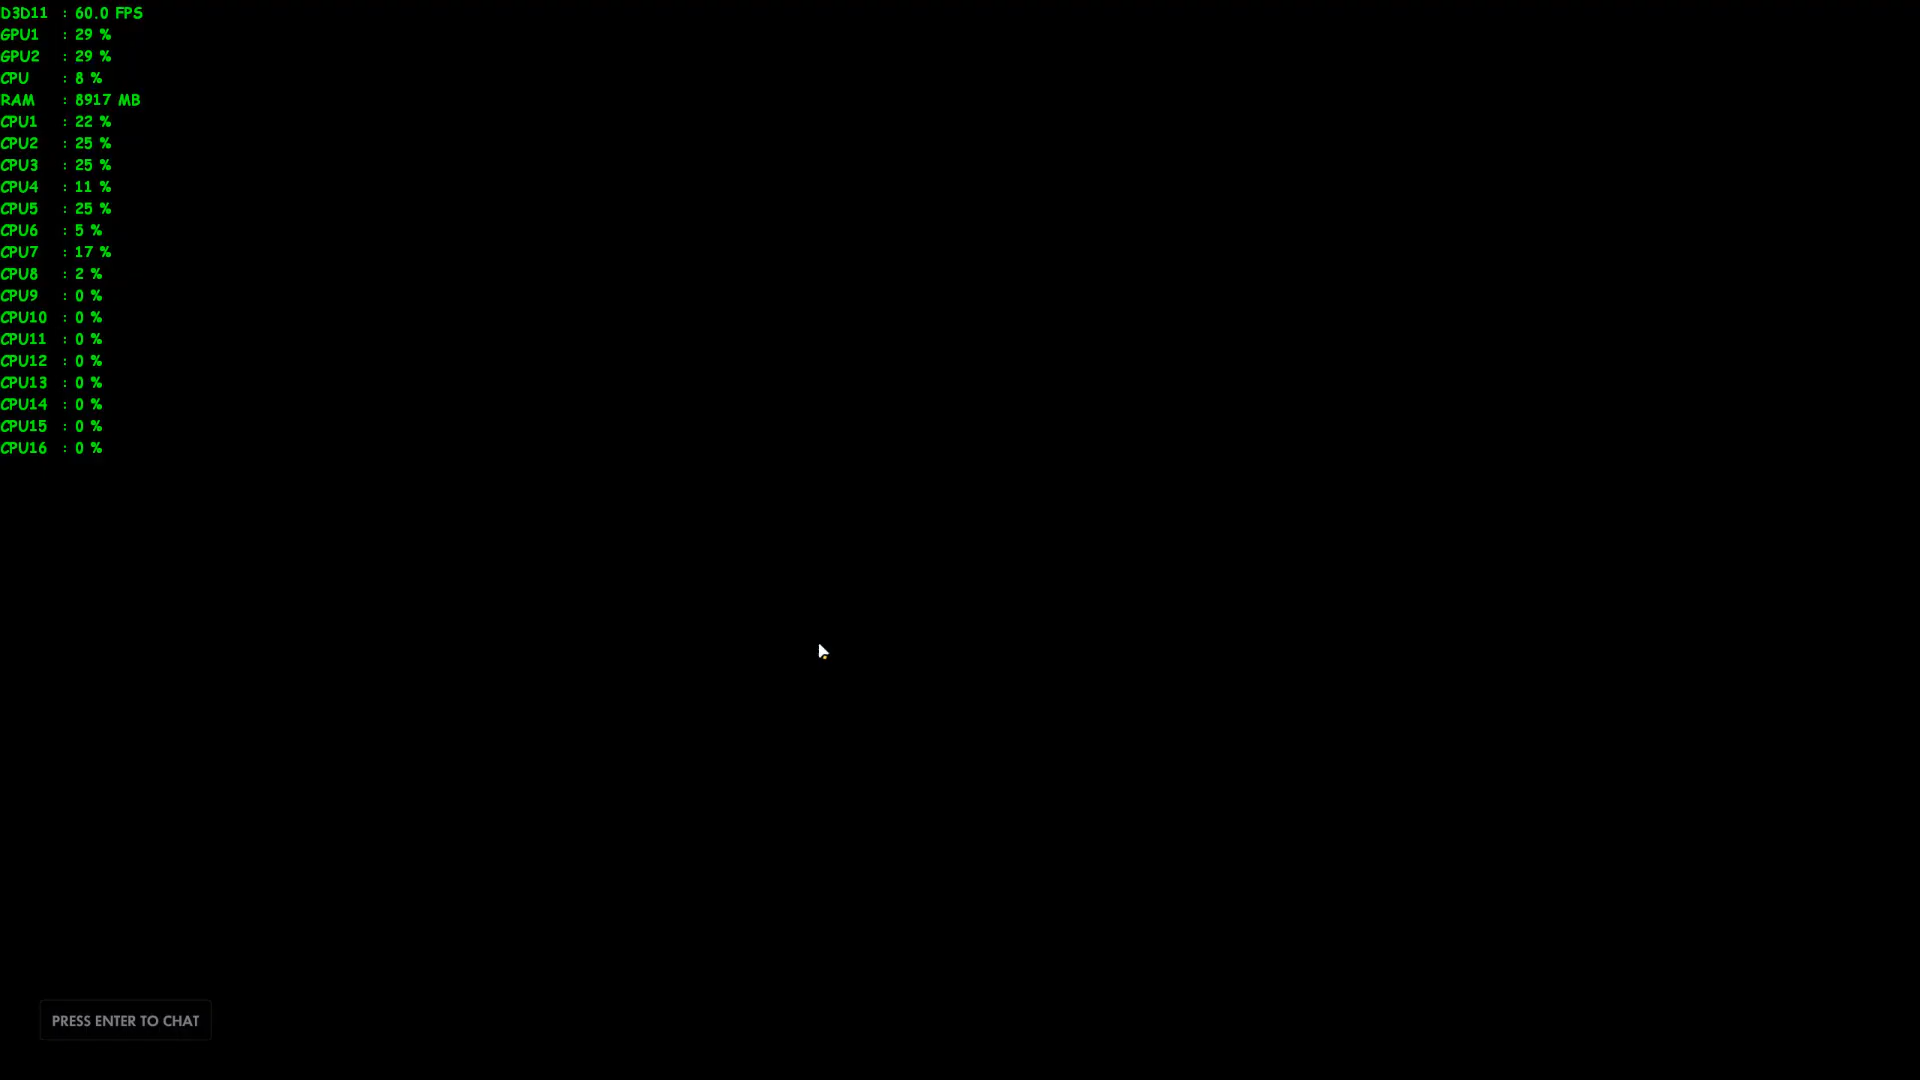 D3D11 : 60.0 FPS
GPU1 : 29 %
GPU2 : 29 %
CPU : 8 %
RAM : 8917 MB
CPU1 : 22 %
CPU2 : 25 %
CPU3 : 25 %
CPU4 : 11 %
CPU5 : 25 %
CPU6 : 5 %
CPU7 : 17 %
CPU8 : 2 %
CPU9 : 0 %
CPU10 : 0 %
CPU11 : 0 %
CPU12 : 0 %
CPU13 : 0 %
CPU14 : 0 %
CPU15 : 0 %
CPU16 : 0 %
PRESS ENTER TO CHAT